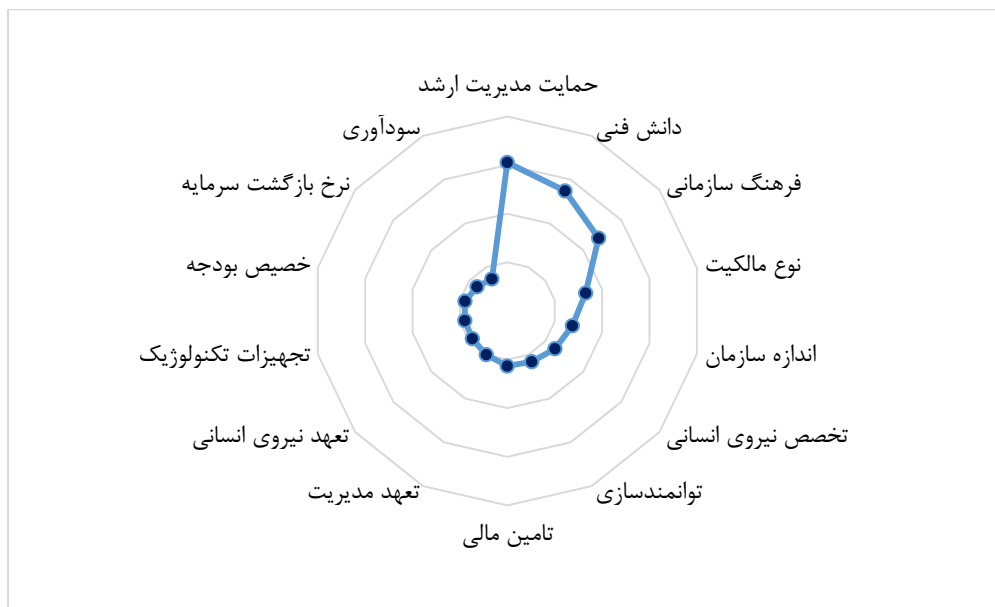 حمایت مدیریت ارشد
دانش فنی
فرهنگ سازمانی
نوع مالکیت
اندازه سازمان
تخصص نیروی انسانی
توانمندسازی
تامین مالی
تعهد مدیریت
تعهد نیروی انسانی
تجهیزات تکنولوژیک
خصیص بودجه
نرخ بازگشت سرمایه
سودآوری